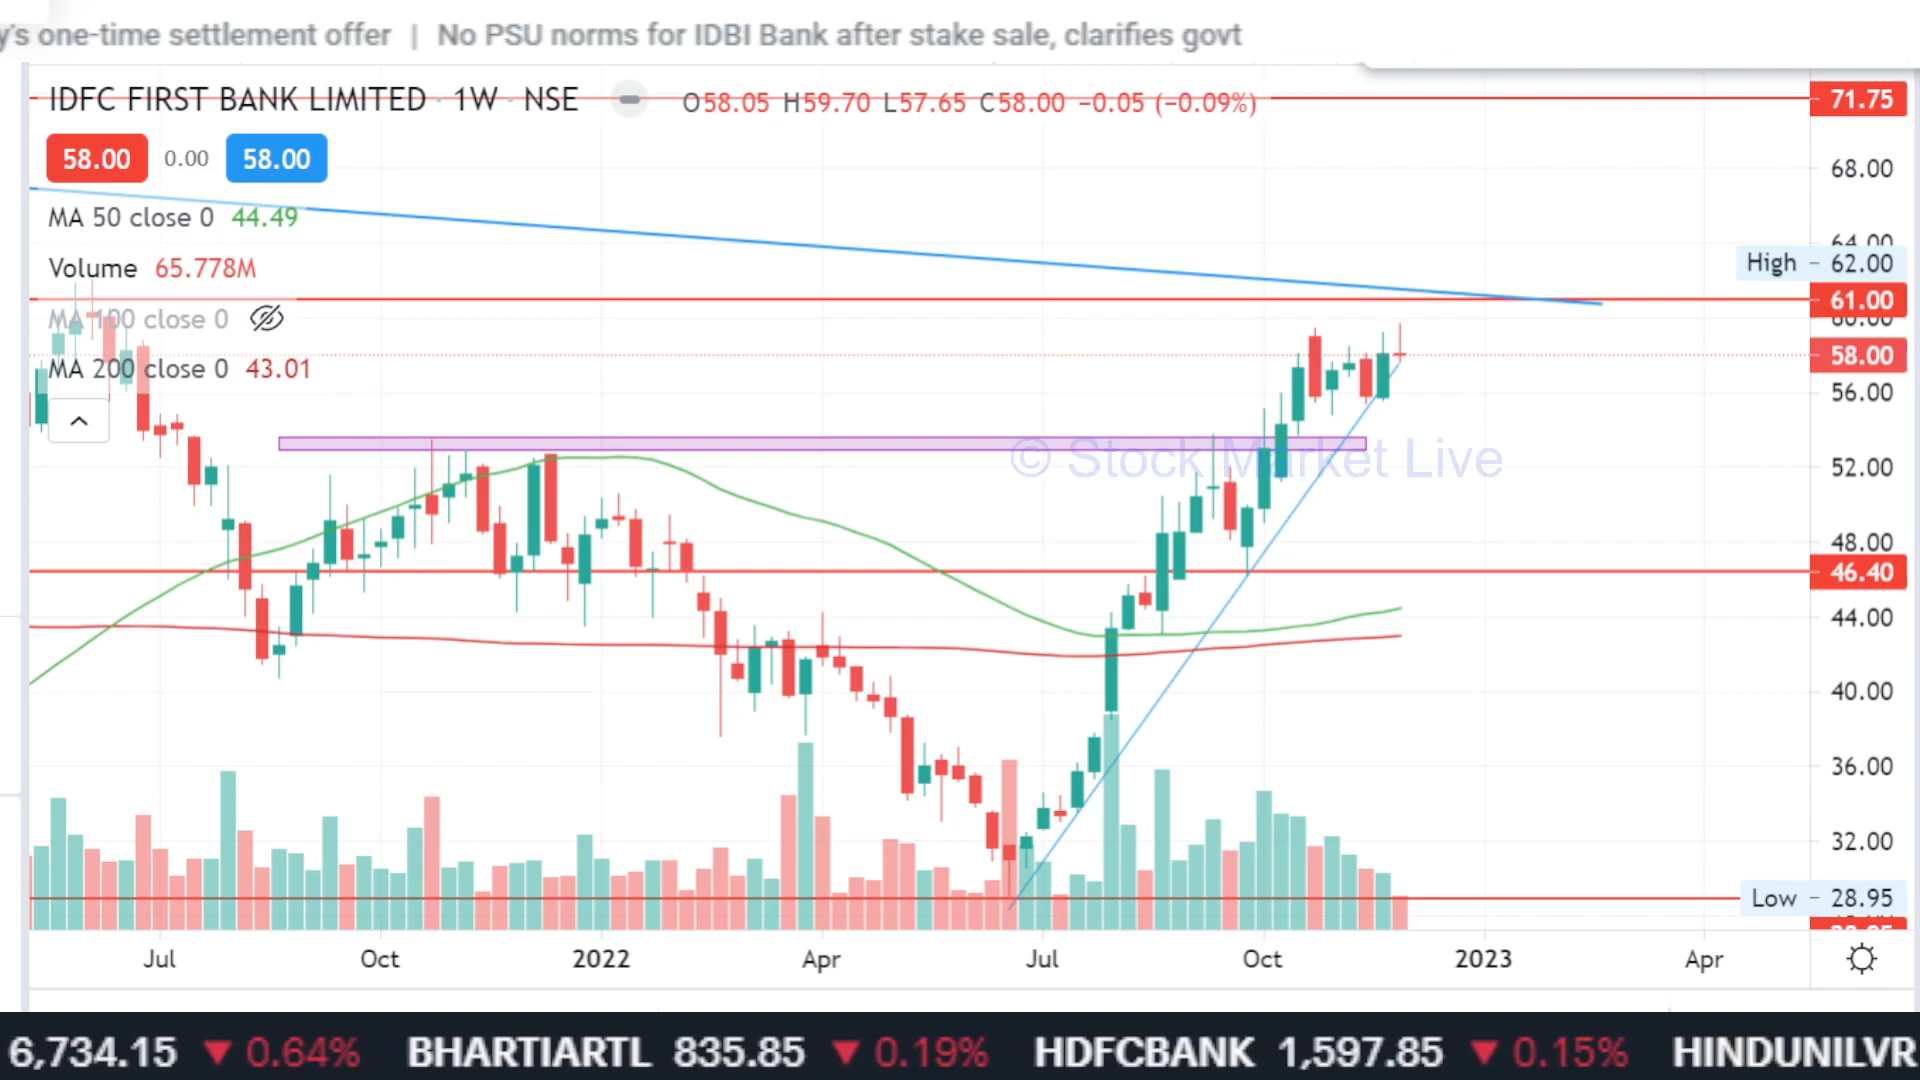 y's one-time settlement offer | No PSU norms for IDBI Bank after stake sale, clarifies govt
IDFC FIRST BANK LIMITED · 1W · NSE O58.05 H59.70 L57.65 C58.00 −0.05 (−0.09%)
71.75
58.00 0.00 58.00
68.00
MA 50 close 0 44.49
64.00
High 62.00
Volume 65.778M
61.00
60.00
MA 100 close 0
58.00
MA 200 close 0 43.01
56.00
© Stock Market Live
52.00
48.00
46.40
44.00
40.00
36.00
32.00
Low 28.95
Jul Oct 2022 Apr Jul Oct 2023 Apr
6,734.15 ▼ 0.64% BHARTIARTL 835.85 ▼ 0.19% HDFCBANK 1,597.85 ▼ 0.15% HINDUNILVR